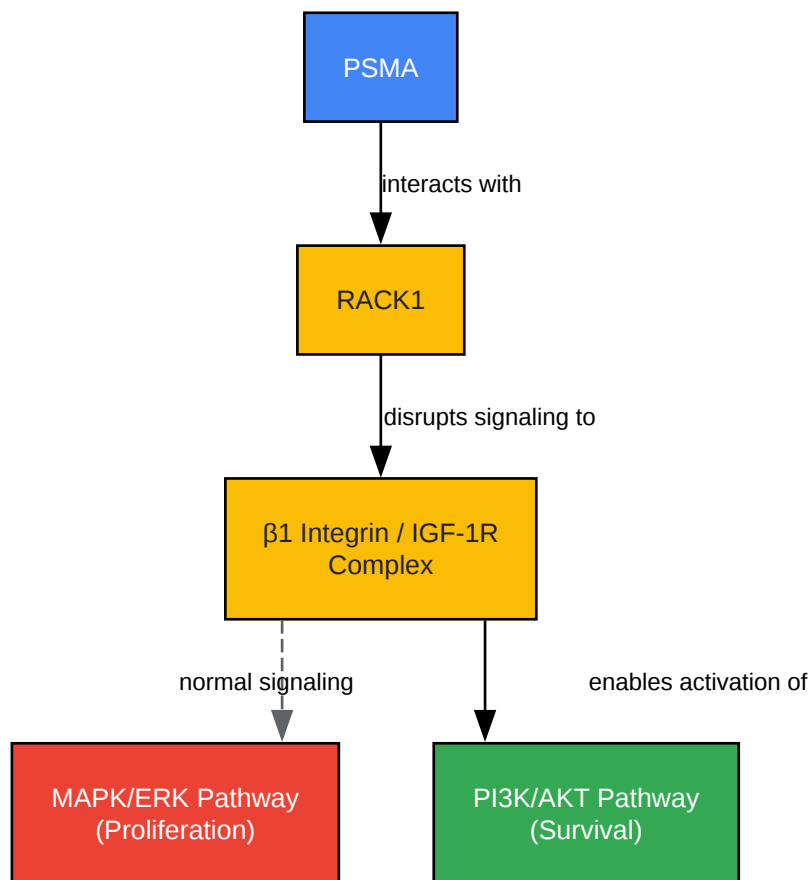 PSMA
interacts with
RACK1
disrupts signaling to
β1 Integrin / IGF-1R
Complex
normal signaling
enables activation of
MAPK/ERK Pathway
(Proliferation)
PI3K/AKT Pathway
(Survival)